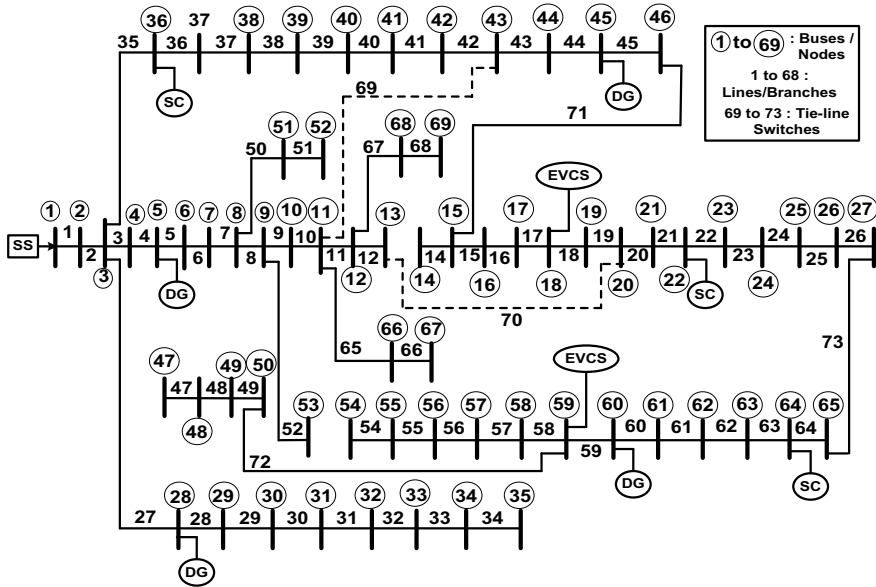 36 37 38 39 40 41 42 43 44 45 46
35 36 37 38 39 40 41 42 43 44 45
SC
69
DG
71
1 to 69 : Buses /
Nodes
1 to 68 :
Lines/Branches
69 to 73 : Tie-line
Switches
51 52
50 51
68 69
67 68
EVCS
1 2 4 5 6 7 8 9 10 11 13 15 17 19 21 23 25 26 27
SS
1 2 3 4 5 6 7 8 9 10 11 12 14 15 16 17 18 19 20 21 22 23 24 25 26
3 12 14 16 18 20 22 24
DG
SC
70
73
66 67
65 66
EVCS
47 49 50
47 48 49
48
53 54 55 56 57 58 59 60 61 62 63 64 65
52 54 55 56 57 58 59 60 61 62 63 64
72
DG
SC
28 29 30 31 32 33 34 35
27 28 29 30 31 32 33 34
DG